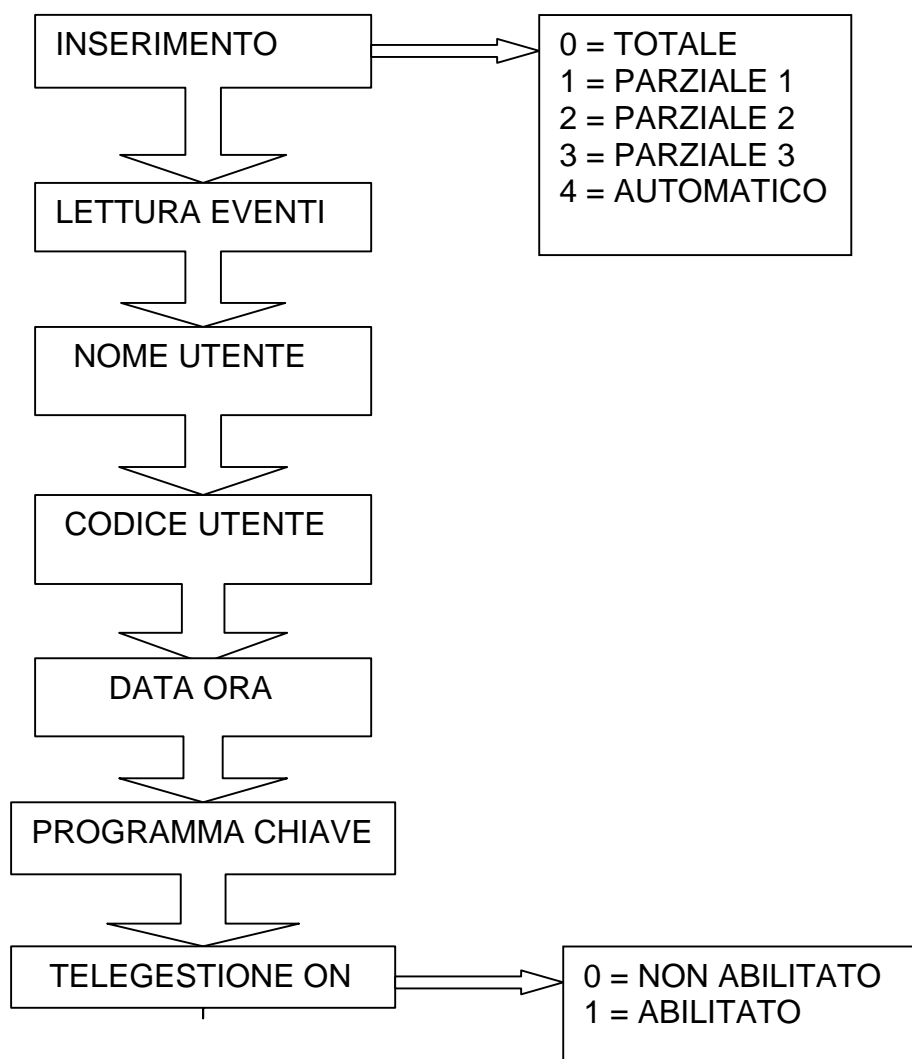 INSERIMENTO
0 = TOTALE
1 = PARZIALE 1
2 = PARZIALE 2
3 = PARZIALE 3
4 = AUTOMATICO
LETTURA EVENTI
NOME UTENTE
CODICE UTENTE
DATA ORA
PROGRAMMA CHIAVE
TELEGESTIONE ON
0 = NON ABILITATO
1 = ABILITATO